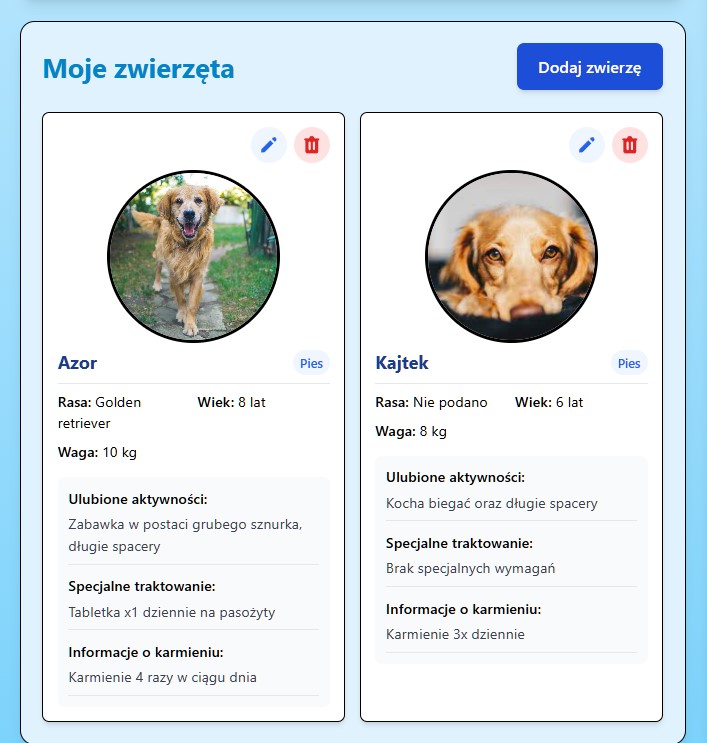 Moje zwierzęta
Dodaj zwierzę
Azor
Pies
Rasa: Golden
retriever
Wiek: 8 lat
Waga: 10 kg
Ulubione aktywności:
Zabawka w postaci grubego sznurka,
długie spacery
Specjalne traktowanie:
Tabletka x1 dziennie na pasożyty
Informacje o karmieniu:
Karmienie 4 razy w ciągu dnia
Kajtek
Pies
Rasa: Nie podano
Wiek: 6 lat
Waga: 8 kg
Ulubione aktywności:
Kocha biegać oraz długie spacery
Specjalne traktowanie:
Brak specjalnych wymagań
Informacje o karmieniu:
Karmienie 3x dziennie